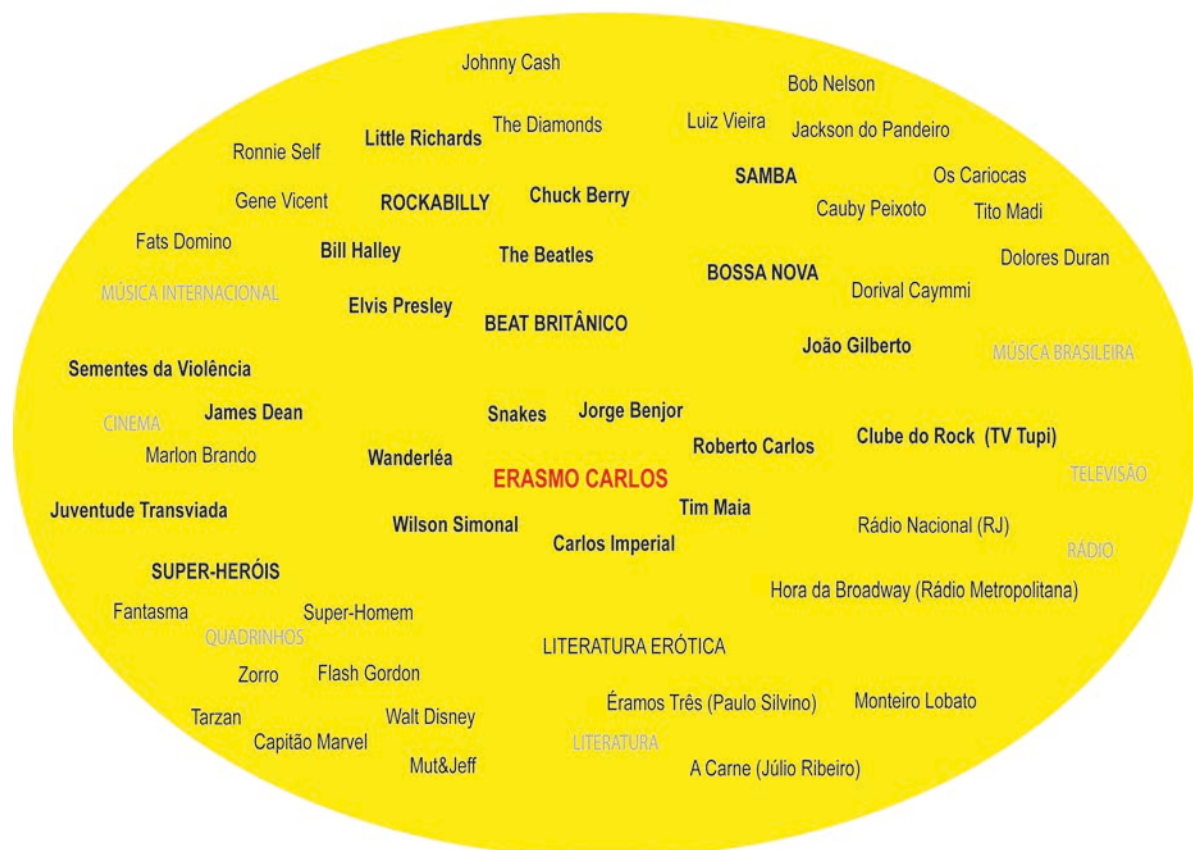 Johnny Cash
Bob Nelson
Luiz Vieira
The Diamonds
Jackson do Pandeiro
Little Richards
Ronnie Self
SAMBA
Os Cariocas
Chuck Berry
Gene Vicent
ROCKABILLY
Cauby Peixoto
Tito Madi
Fats Domino
Bill Halley
The Beatles
Dolores Duran
BOSSA NOVA
MÚSICA INTERNACIONAL
Dorival Caymmi
Elvis Presley
BEAT BRITÂNICO
João Gilberto
MÚSICA BRASILEIRA
Sementes da Violência
James Dean
Snakes
Jorge Benjor
CINEMA
Clube do Rock (TV Tupi)
Roberto Carlos
Marlon Brando
Wanderléa
TELEVISÃO
ERASMO CARLOS
Juventude Transviada
Tim Maia
Wilson Simonal
Rádio Nacional (RJ)
Carlos Imperial
RÁDIO
SUPER-HERÓIS
Hora da Broadway (Rádio Metropolitana)
Fantasma
Super-Homem
QUADRINHOS
LITERATURA ERÓTICA
Zorro
Flash Gordon
Éramos Três (Paulo Silvino)
Monteiro Lobato
Tarzan
Walt Disney
Capitão Marvel
LITERATURA
Mut&Jeff
A Carne (Júlio Ribeiro)